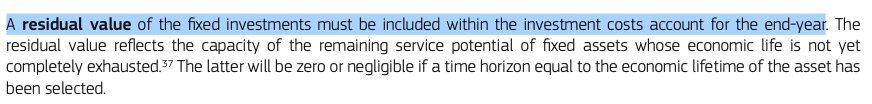 A residual value of the fixed investments must be included within the investment costs account for the end-year. The
residual value reflects the capacity of the remaining service potential of fixed assets whose economic life is not yet
completely exhausted.³⁷ The latter will be zero or negligible if a time horizon equal to the economic lifetime of the asset has
been selected.